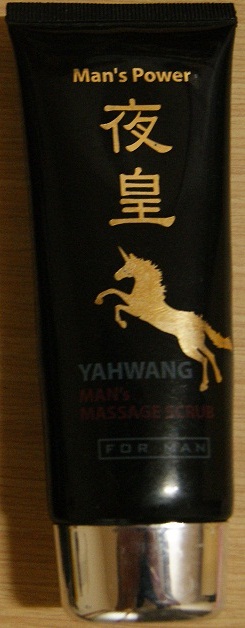 Man's Power
夜
皇
YAHWANG
MAN's
MASSAGE SCRUB
FOR MAN